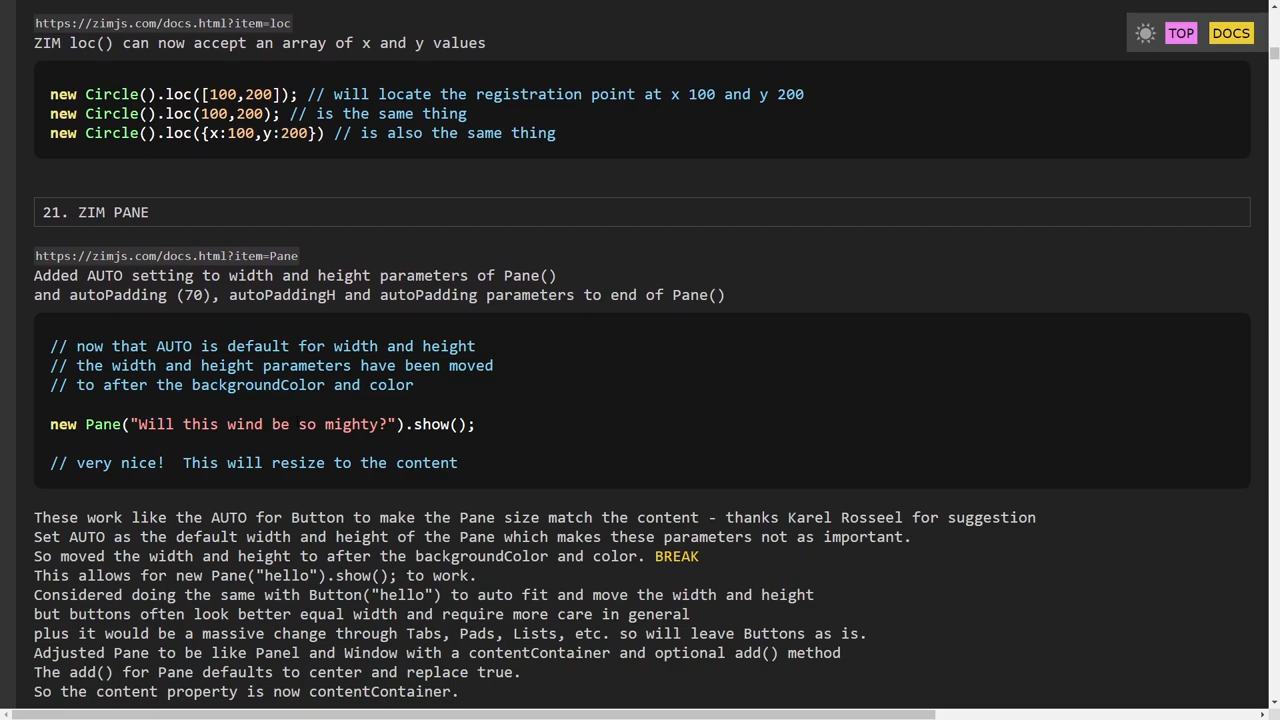 https://zimjs.com/docs.html?item=loc
ZIM loc() can now accept an array of x and y values
TOP
DOCS
new Circle().loc([100,200]); // will locate the registration point at x 100 and y 200
new Circle().loc(100,200); // is the same thing
new Circle().loc({x:100,y:200}) // is also the same thing
21. ZIM PANE
https://zimjs.com/docs.html?item=Pane
Added AUTO setting to width and height parameters of Pane()
and autoPadding (70), autoPaddingH and autoPadding parameters to end of Pane()
// now that AUTO is default for width and height
// the width and height parameters have been moved
// to after the backgroundColor and color
new Pane("Will this wind be so mighty?").show();
// very nice!  This will resize to the content
These work like the AUTO for Button to make the Pane size match the content - thanks Karel Rosseel for suggestion
Set AUTO as the default width and height of the Pane which makes these parameters not as important.
So moved the width and height to after the backgroundColor and color. BREAK
This allows for new Pane("hello").show(); to work.
Considered doing the same with Button("hello") to auto fit and move the width and height
but buttons often look better equal width and require more care in general
plus it would be a massive change through Tabs, Pads, Lists, etc. so will leave Buttons as is.
Adjusted Pane to be like Panel and Window with a contentContainer and optional add() method
The add() for Pane defaults to center and replace true.
So the content property is now contentContainer.